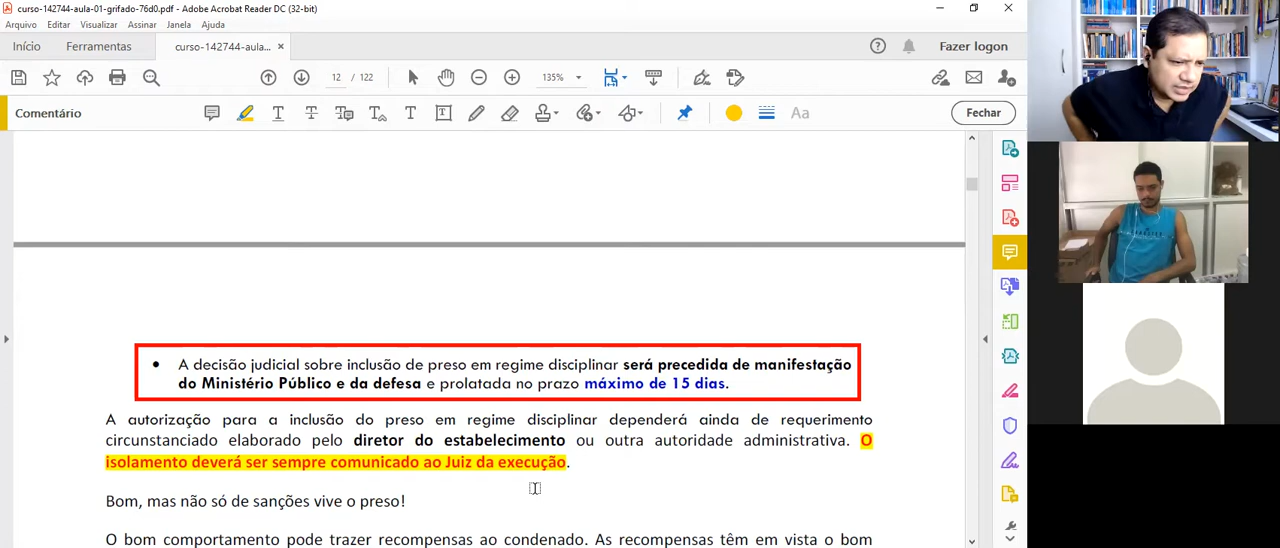 curso-142744-aula-01-grifado-76d0.pdf - Adobe Acrobat Reader DC (32-bit)
Arquivo Editar Visualizar Assinar Janela Ajuda
Início Ferramentas curso-142744-aula... × Fazer logon
12 / 122 135%
Comentário Aa Fechar
• A decisão judicial sobre inclusão de preso em regime disciplinar será precedida de manifestação
do Ministério Público e da defesa e prolatada no prazo máximo de 15 dias.
A autorização para a inclusão do preso em regime disciplinar dependerá ainda de requerimento
circunstanciado elaborado pelo diretor do estabelecimento ou outra autoridade administrativa. O
isolamento deverá ser sempre comunicado ao Juiz da execução.
Bom, mas não só de sanções vive o preso!
O bom comportamento pode trazer recompensas ao condenado. As recompensas têm em vista o bom